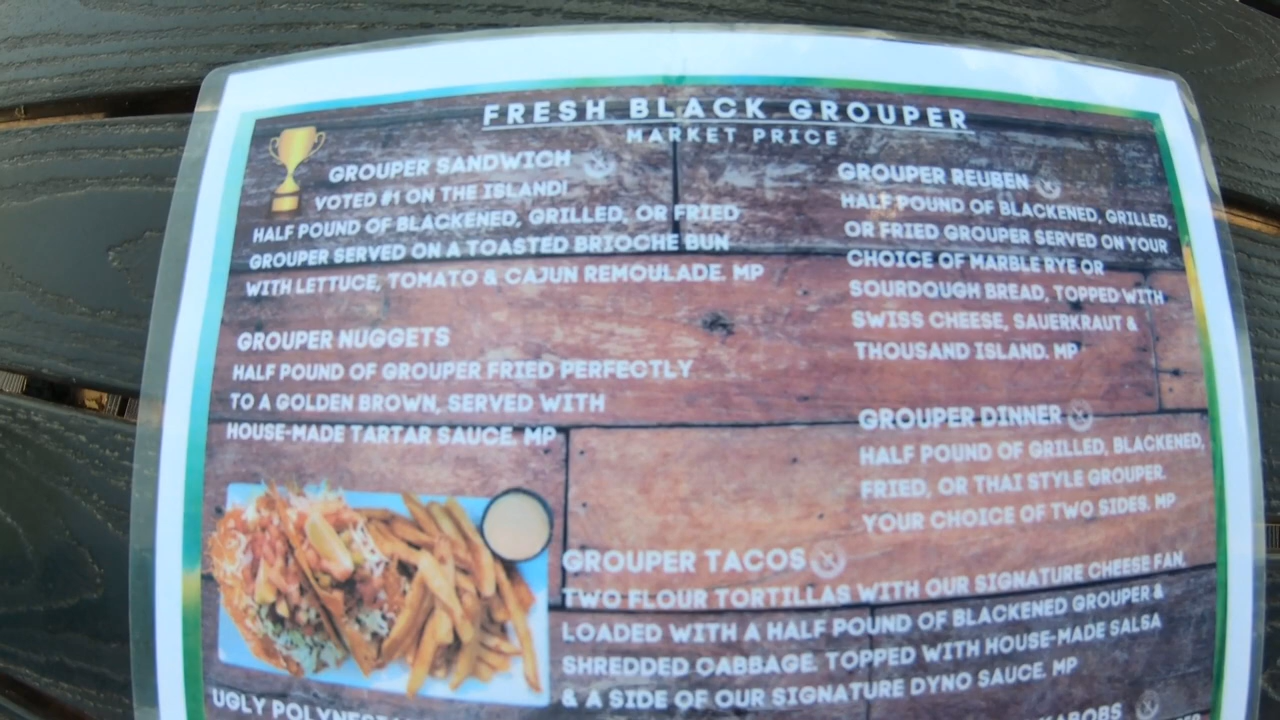 FRESH BLACK GROUPER
MARKET PRICE
GROUPER SANDWICH
VOTED #1 ON THE ISLAND!
HALF POUND OF BLACKENED, GRILLED, OR FRIED
GROUPER SERVED ON A TOASTED BRIOCHE BUN
WITH LETTUCE, TOMATO & CAJUN REMOULADE. MP
GROUPER NUGGETS
HALF POUND OF GROUPER FRIED PERFECTLY
TO A GOLDEN BROWN, SERVED WITH
HOUSE-MADE TARTAR SAUCE. MP
GROUPER REUBEN
HALF POUND OF BLACKENED, GRILLED,
OR FRIED GROUPER SERVED ON YOUR
CHOICE OF MARBLE RYE OR
SOURDOUGH BREAD, TOPPED WITH
SWISS CHEESE, SAUERKRAUT &
THOUSAND ISLAND. MP
GROUPER DINNER
HALF POUND OF GRILLED, BLACKENED,
FRIED, OR THAI STYLE GROUPER.
YOUR CHOICE OF TWO SIDES. MP
GROUPER TACOS
TWO FLOUR TORTILLAS WITH OUR SIGNATURE CHEESE FAN,
LOADED WITH A HALF POUND OF BLACKENED GROUPER &
SHREDDED CABBAGE. TOPPED WITH HOUSE-MADE SALSA
& A SIDE OF OUR SIGNATURE DYNO SAUCE. MP
UGLY